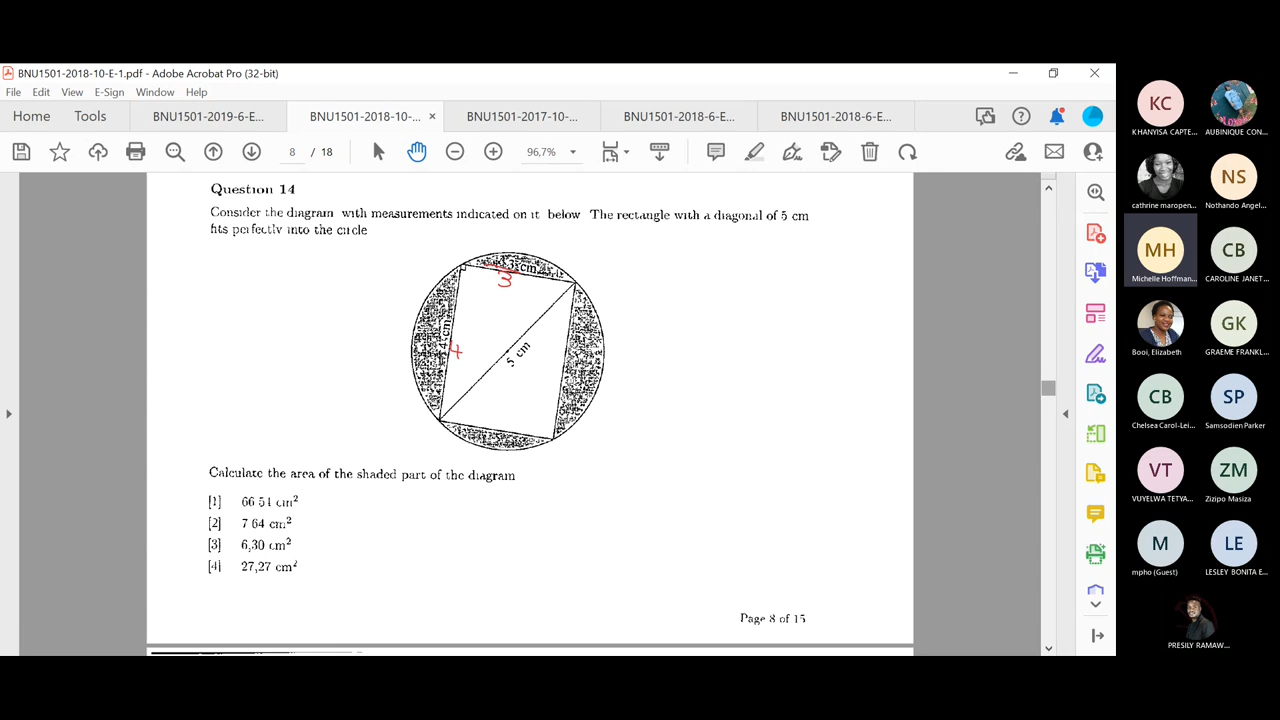 BNU1501-2018-10-E-1.pdf - Adobe Acrobat Pro (32-bit)
File Edit View E-Sign Window Help
Home Tools BNU1501-2019-6-E... BNU1501-2018-10-... × BNU1501-2017-10-... BNU1501-2018-6-E... BNU1501-2018-6-E...
8 / 18 96,7%
Question 14
Consider the diagram with measurements indicated on it below The rectangle with a diagonal of 5 cm
fits perfectly into the circle
3 cm
3
4 cm
4
5 cm
Calculate the area of the shaded part of the diagram
[1] 66 51 cm²
[2] 7 64 cm²
[3] 6,30 cm²
[4] 27,27 cm²
Page 8 of 15
KC
KHANYISA CAPTE...
AUBINIQUE CON...
cathrine maropen...
NS
Nothando Angel...
MH
Michelle Hoffman...
CB
CAROLINE JANET...
Booi, Elizabeth
GK
GRAEME FRANKL...
CB
Chelsea Carol-Lei...
SP
Samsodien Parker
VT
VUYELWA TETYA...
ZM
Zizipo Masiza
M
mpho (Guest)
LE
LESLEY BONITA E...
PRESILY RAMAW...